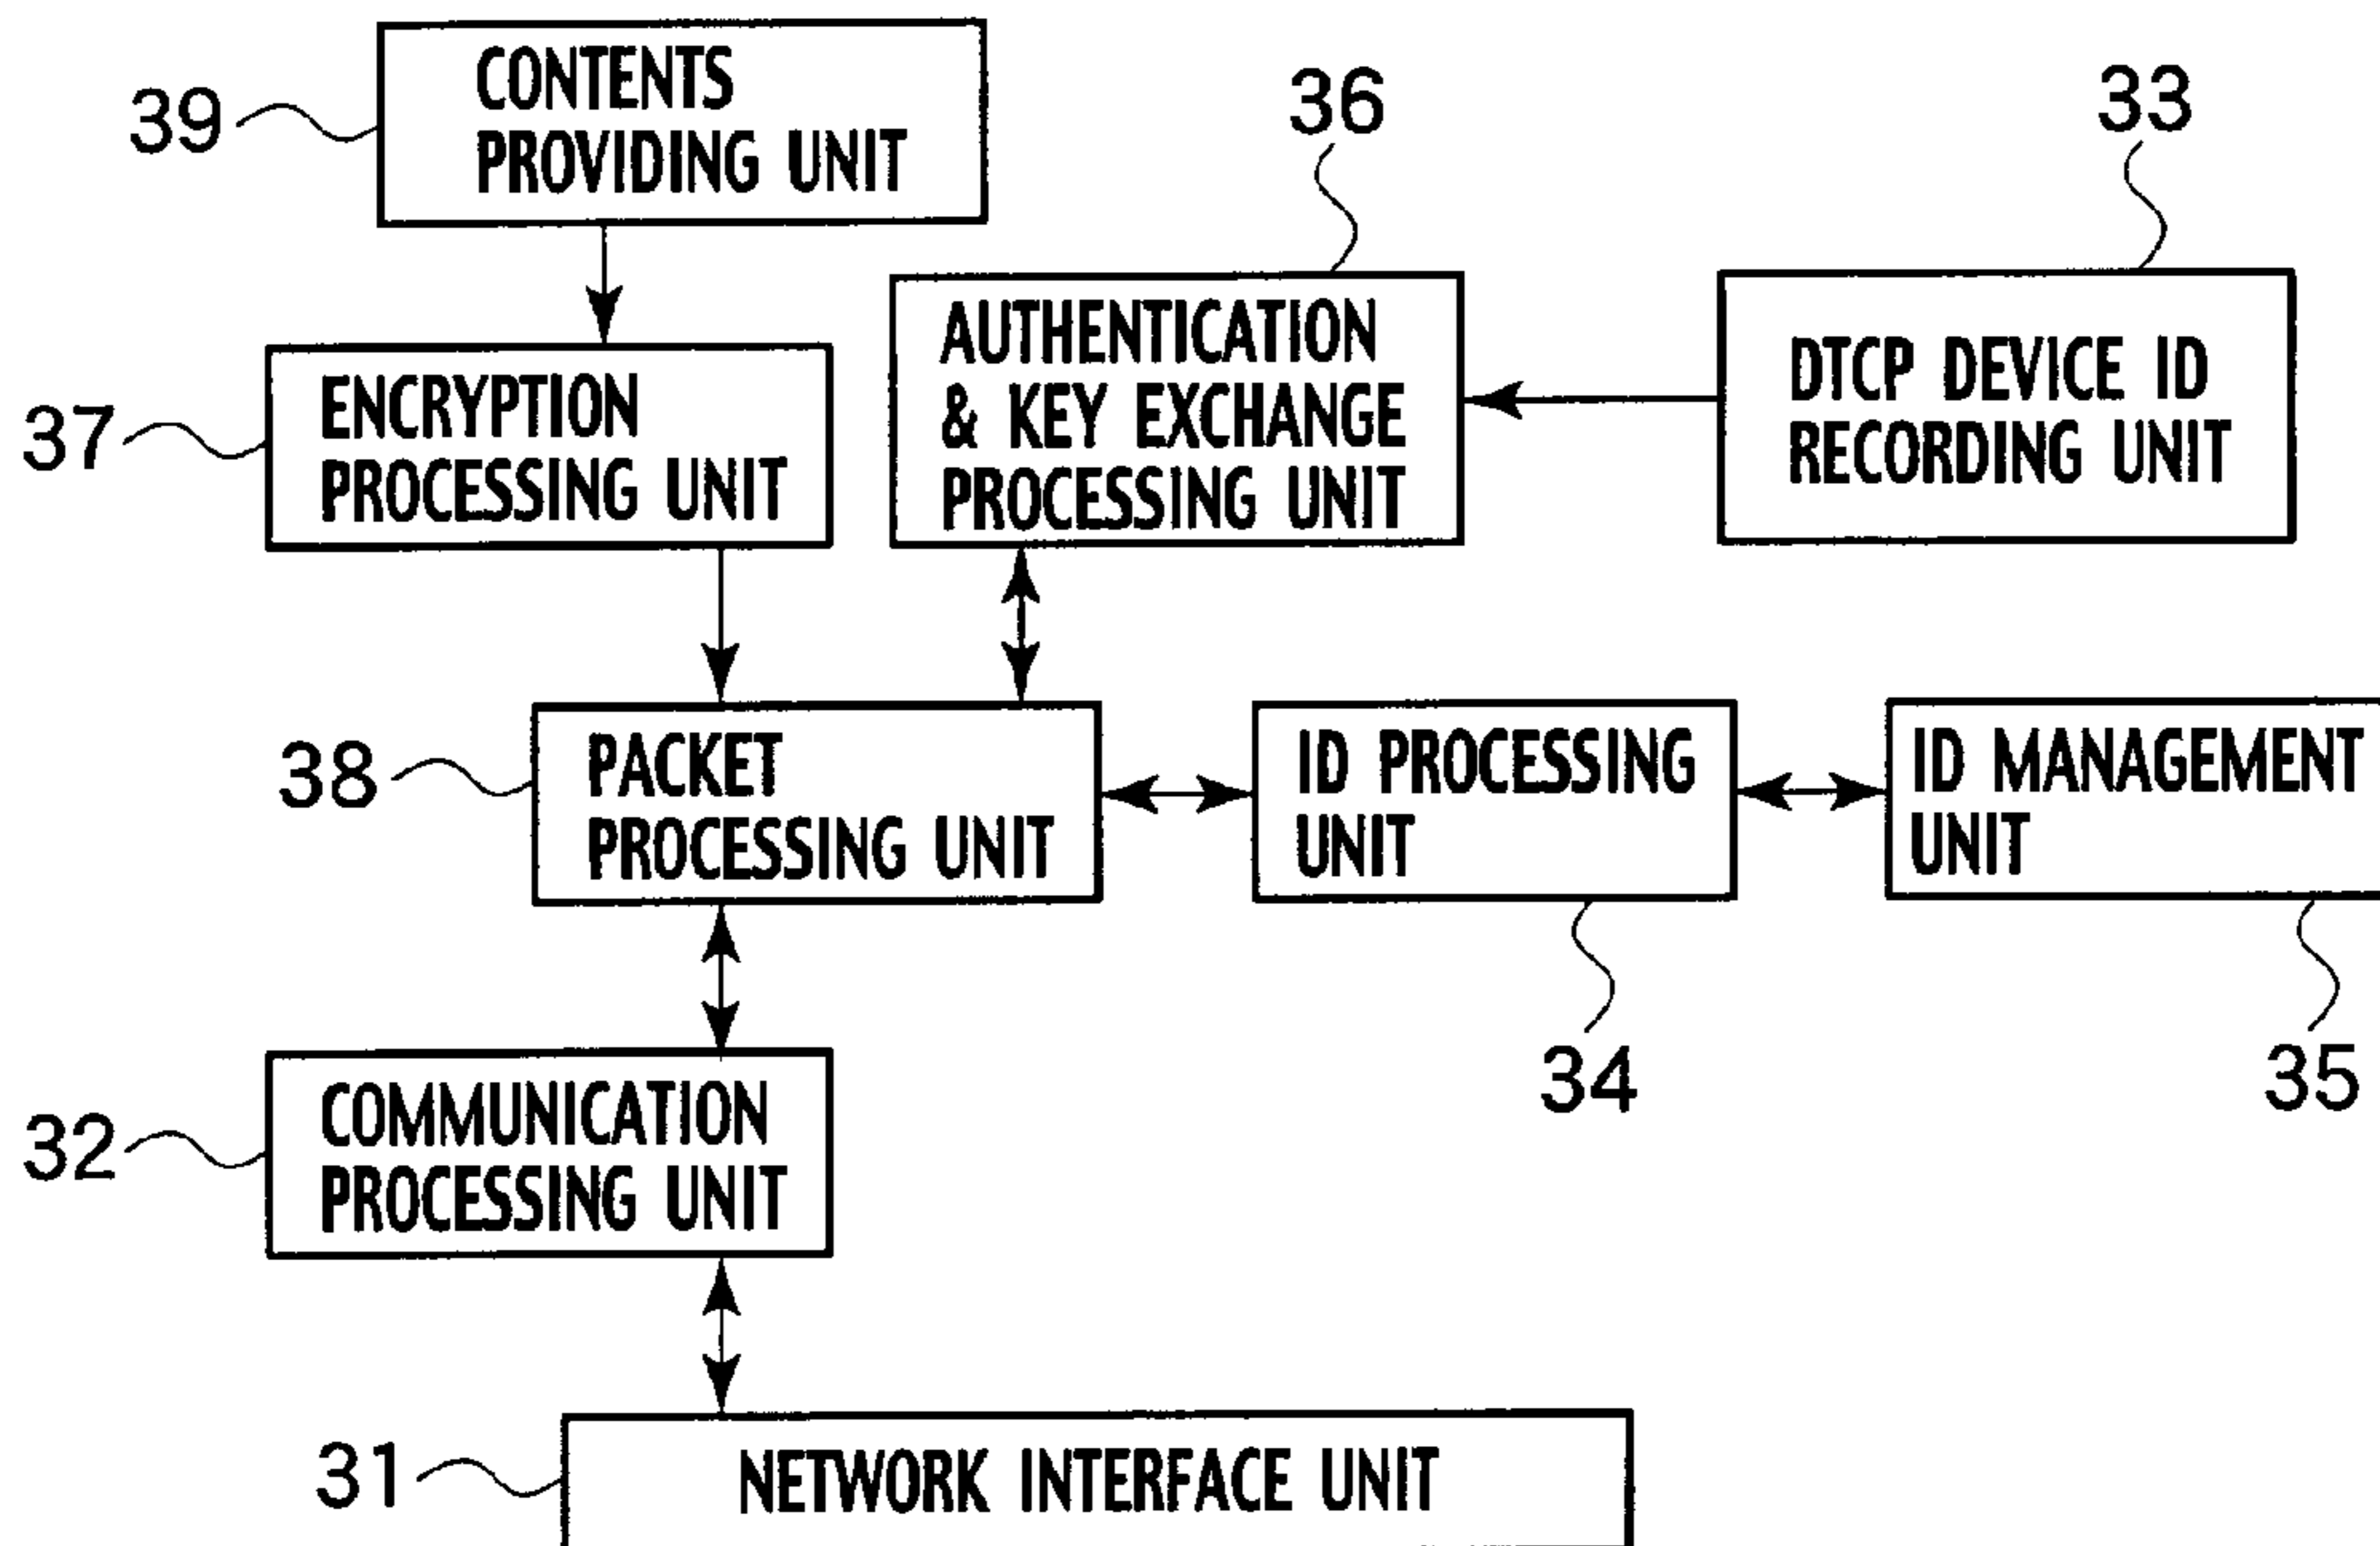 39
CONTENTS
PROVIDING UNIT
36
33
37
ENCRYPTION
PROCESSING UNIT
AUTHENTICATION
& KEY EXCHANGE
PROCESSING UNIT
DTCP DEVICE ID
RECORDING UNIT
38
PACKET
PROCESSING UNIT
ID PROCESSING
UNIT
ID MANAGEMENT
UNIT
34
35
32
COMMUNICATION
PROCESSING UNIT
31
NETWORK INTERFACE UNIT